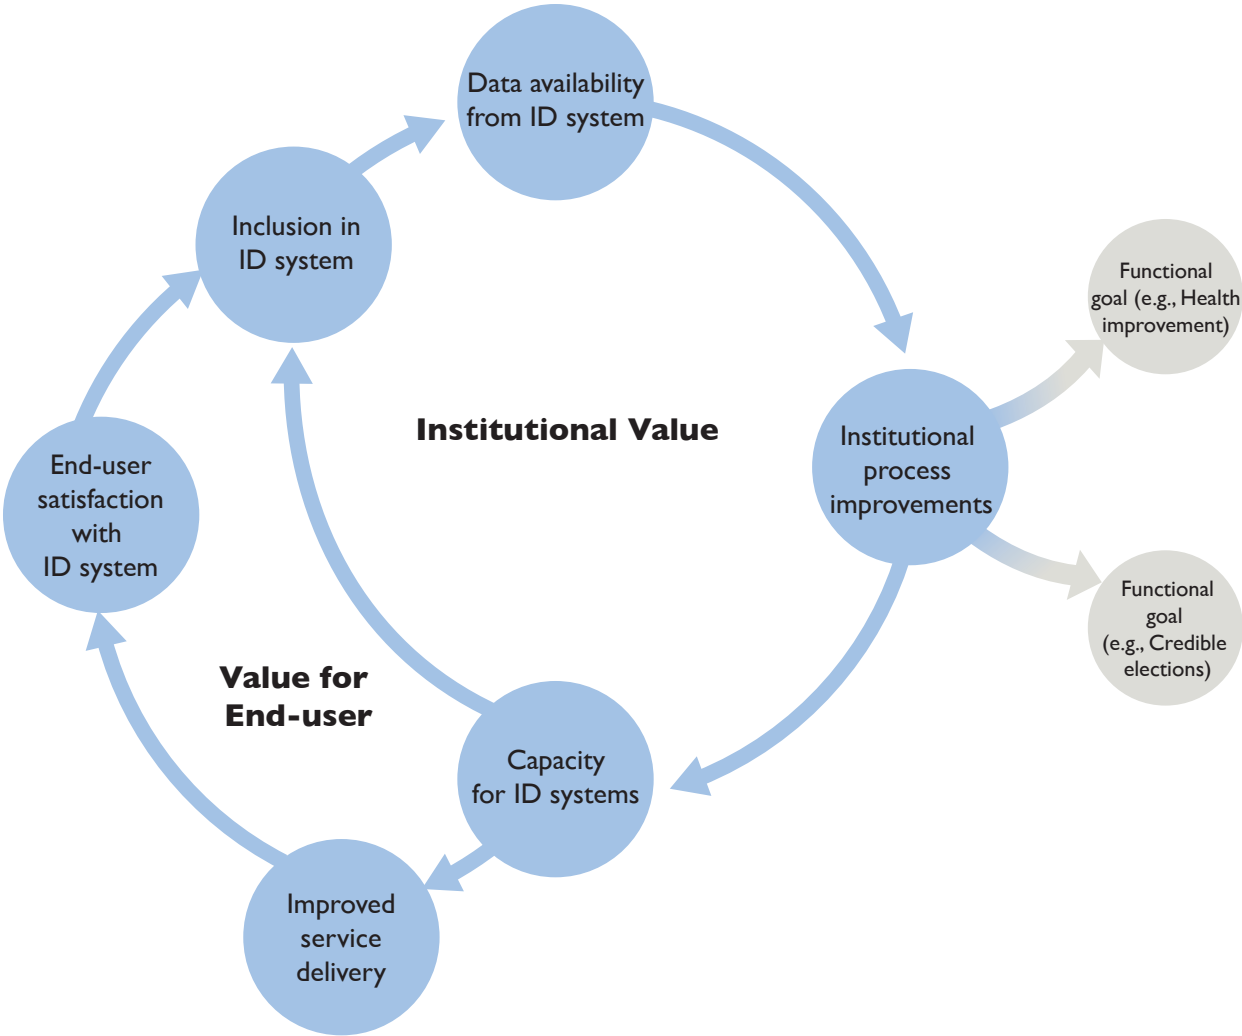 Data availability
from ID system
Inclusion in
ID system
Functional
goal (e.g., Health
improvement)
Institutional Value
Institutional
process
improvements
End-user
satisfaction
with
ID system
Functional
goal
(e.g., Credible
elections)
Value for
End-user
Capacity
for ID systems
Improved
service
delivery